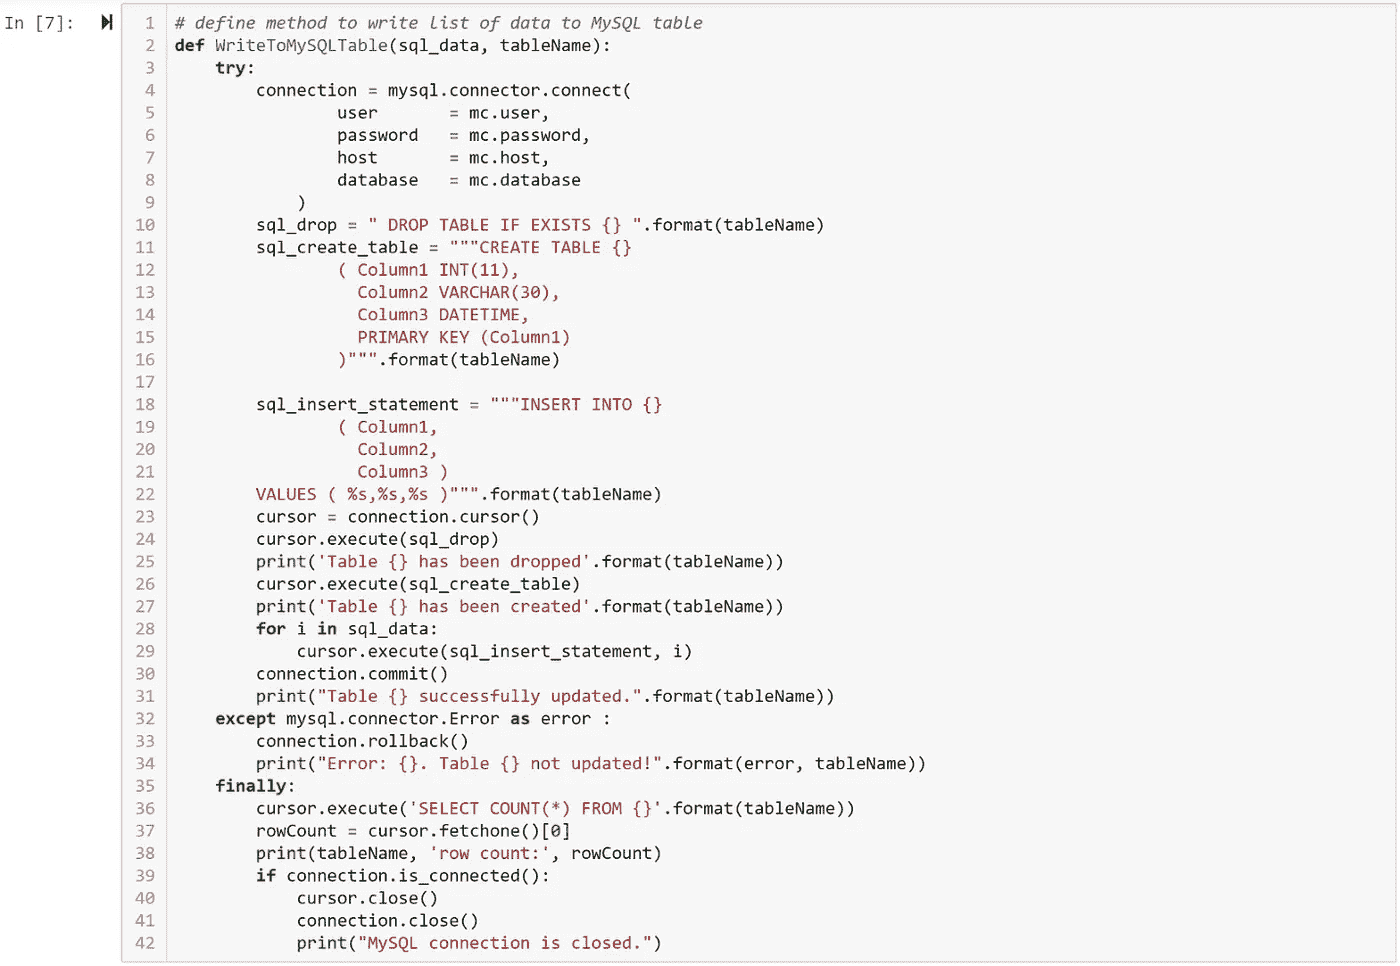 In [7]:
1 # define method to write list of data to MySQL table
2 def WriteToMySQLTable(sql_data, tableName):
3     try:
4         connection = mysql.connector.connect(
5                 user       = mc.user,
6                 password   = mc.password,
7                 host       = mc.host,
8                 database   = mc.database
9             )
10         sql_drop = " DROP TABLE IF EXISTS {} ".format(tableName)
11         sql_create_table = """CREATE TABLE {}
12                 ( Column1 INT(11),
13                   Column2 VARCHAR(30),
14                   Column3 DATETIME,
15                   PRIMARY KEY (Column1)
16                 )""".format(tableName)
17
18         sql_insert_statement = """INSERT INTO {}
19                 ( Column1,
20                   Column2,
21                   Column3 )
22         VALUES ( %s,%s,%s )""".format(tableName)
23         cursor = connection.cursor()
24         cursor.execute(sql_drop)
25         print('Table {} has been dropped'.format(tableName))
26         cursor.execute(sql_create_table)
27         print('Table {} has been created'.format(tableName))
28         for i in sql_data:
29             cursor.execute(sql_insert_statement, i)
30         connection.commit()
31         print("Table {} successfully updated.".format(tableName))
32     except mysql.connector.Error as error :
33         connection.rollback()
34         print("Error: {}. Table {} not updated!".format(error, tableName))
35     finally:
36         cursor.execute('SELECT COUNT(*) FROM {}'.format(tableName))
37         rowCount = cursor.fetchone()[0]
38         print(tableName, 'row count:', rowCount)
39         if connection.is_connected():
40             cursor.close()
41             connection.close()
42             print("MySQL connection is closed.")